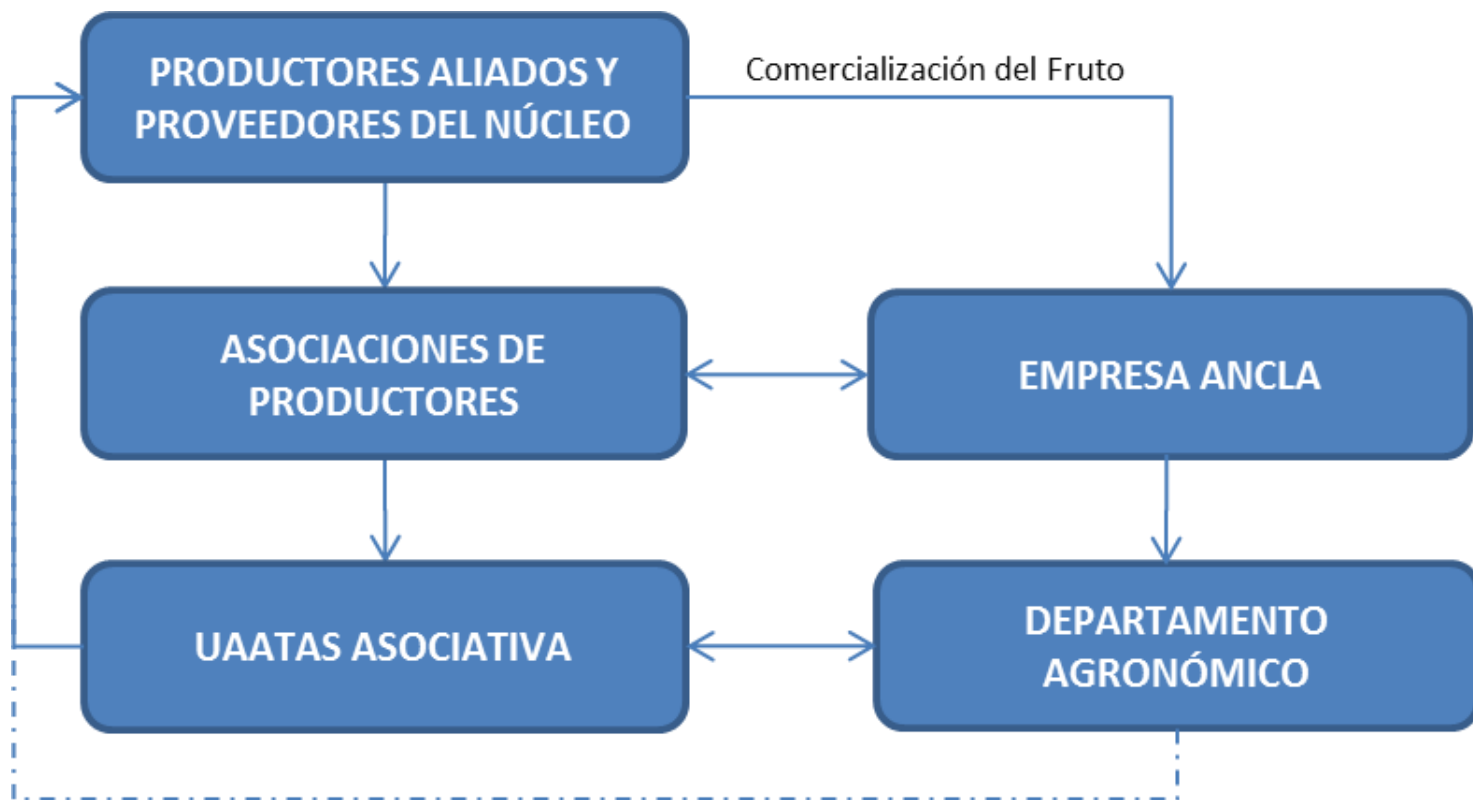 PRODUCTORES ALIADOS Y
PROVEEDORES DEL NÚCLEO
Comercialización del Fruto
ASOCIACIONES DE
PRODUCTORES
EMPRESA ANCLA
UAATAS ASOCIATIVA
DEPARTAMENTO
AGRONÓMICO